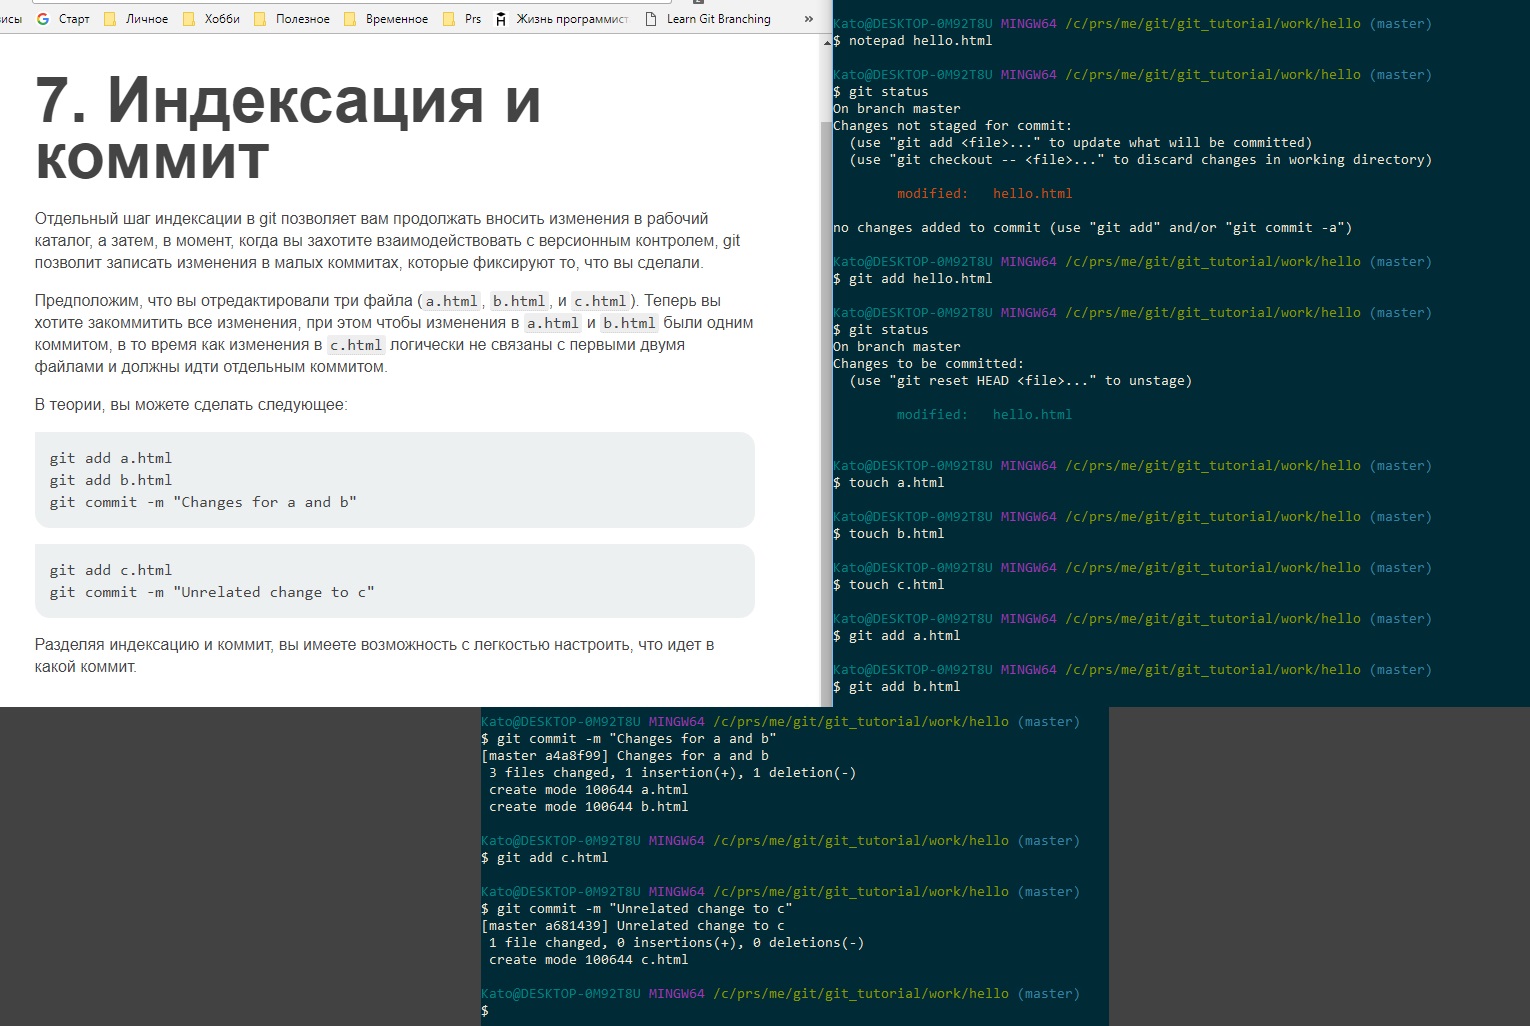 исы Старт Личное Хобби Полезное Временное Prs Жизнь программист Learn Git Branching »
7. Индексация и
коммит
Отдельный шаг индексации в git позволяет вам продолжать вносить изменения в рабочий
каталог, а затем, в момент, когда вы захотите взаимодействовать с версионным контролем, git
позволит записать изменения в малых коммитах, которые фиксируют то, что вы сделали.
Предположим, что вы отредактировали три файла (a.html, b.html, и c.html). Теперь вы
хотите закоммитить все изменения, при этом чтобы изменения в a.html и b.html были одним
коммитом, в то время как изменения в c.html логически не связаны с первыми двумя
файлами и должны идти отдельным коммитом.
В теории, вы можете сделать следующее:
git add a.html
git add b.html
git commit -m "Changes for a and b"
git add c.html
git commit -m "Unrelated change to c"
Разделяя индексацию и коммит, вы имеете возможность с легкостью настроить, что идет в
какой коммит.
Kato@DESKTOP-0M92T8U MINGW64 /c/prs/me/git/git_tutorial/work/hello (master)
$ notepad hello.html
Kato@DESKTOP-0M92T8U MINGW64 /c/prs/me/git/git_tutorial/work/hello (master)
$ git status
On branch master
Changes not staged for commit:
(use "git add <file>..." to update what will be committed)
(use "git checkout -- <file>..." to discard changes in working directory)
modified: hello.html
no changes added to commit (use "git add" and/or "git commit -a")
Kato@DESKTOP-0M92T8U MINGW64 /c/prs/me/git/git_tutorial/work/hello (master)
$ git add hello.html
Kato@DESKTOP-0M92T8U MINGW64 /c/prs/me/git/git_tutorial/work/hello (master)
$ git status
On branch master
Changes to be committed:
(use "git reset HEAD <file>..." to unstage)
modified: hello.html
Kato@DESKTOP-0M92T8U MINGW64 /c/prs/me/git/git_tutorial/work/hello (master)
$ touch a.html
Kato@DESKTOP-0M92T8U MINGW64 /c/prs/me/git/git_tutorial/work/hello (master)
$ touch b.html
Kato@DESKTOP-0M92T8U MINGW64 /c/prs/me/git/git_tutorial/work/hello (master)
$ touch c.html
Kato@DESKTOP-0M92T8U MINGW64 /c/prs/me/git/git_tutorial/work/hello (master)
$ git add a.html
Kato@DESKTOP-0M92T8U MINGW64 /c/prs/me/git/git_tutorial/work/hello (master)
$ git add b.html
Kato@DESKTOP-0M92T8U MINGW64 /c/prs/me/git/git_tutorial/work/hello (master)
$ git commit -m "Changes for a and b"
[master a4a8f99] Changes for a and b
3 files changed, 1 insertion(+), 1 deletion(-)
create mode 100644 a.html
create mode 100644 b.html
Kato@DESKTOP-0M92T8U MINGW64 /c/prs/me/git/git_tutorial/work/hello (master)
$ git add c.html
Kato@DESKTOP-0M92T8U MINGW64 /c/prs/me/git/git_tutorial/work/hello (master)
$ git commit -m "Unrelated change to c"
[master a681439] Unrelated change to c
1 file changed, 0 insertions(+), 0 deletions(-)
create mode 100644 c.html
Kato@DESKTOP-0M92T8U MINGW64 /c/prs/me/git/git_tutorial/work/hello (master)
$